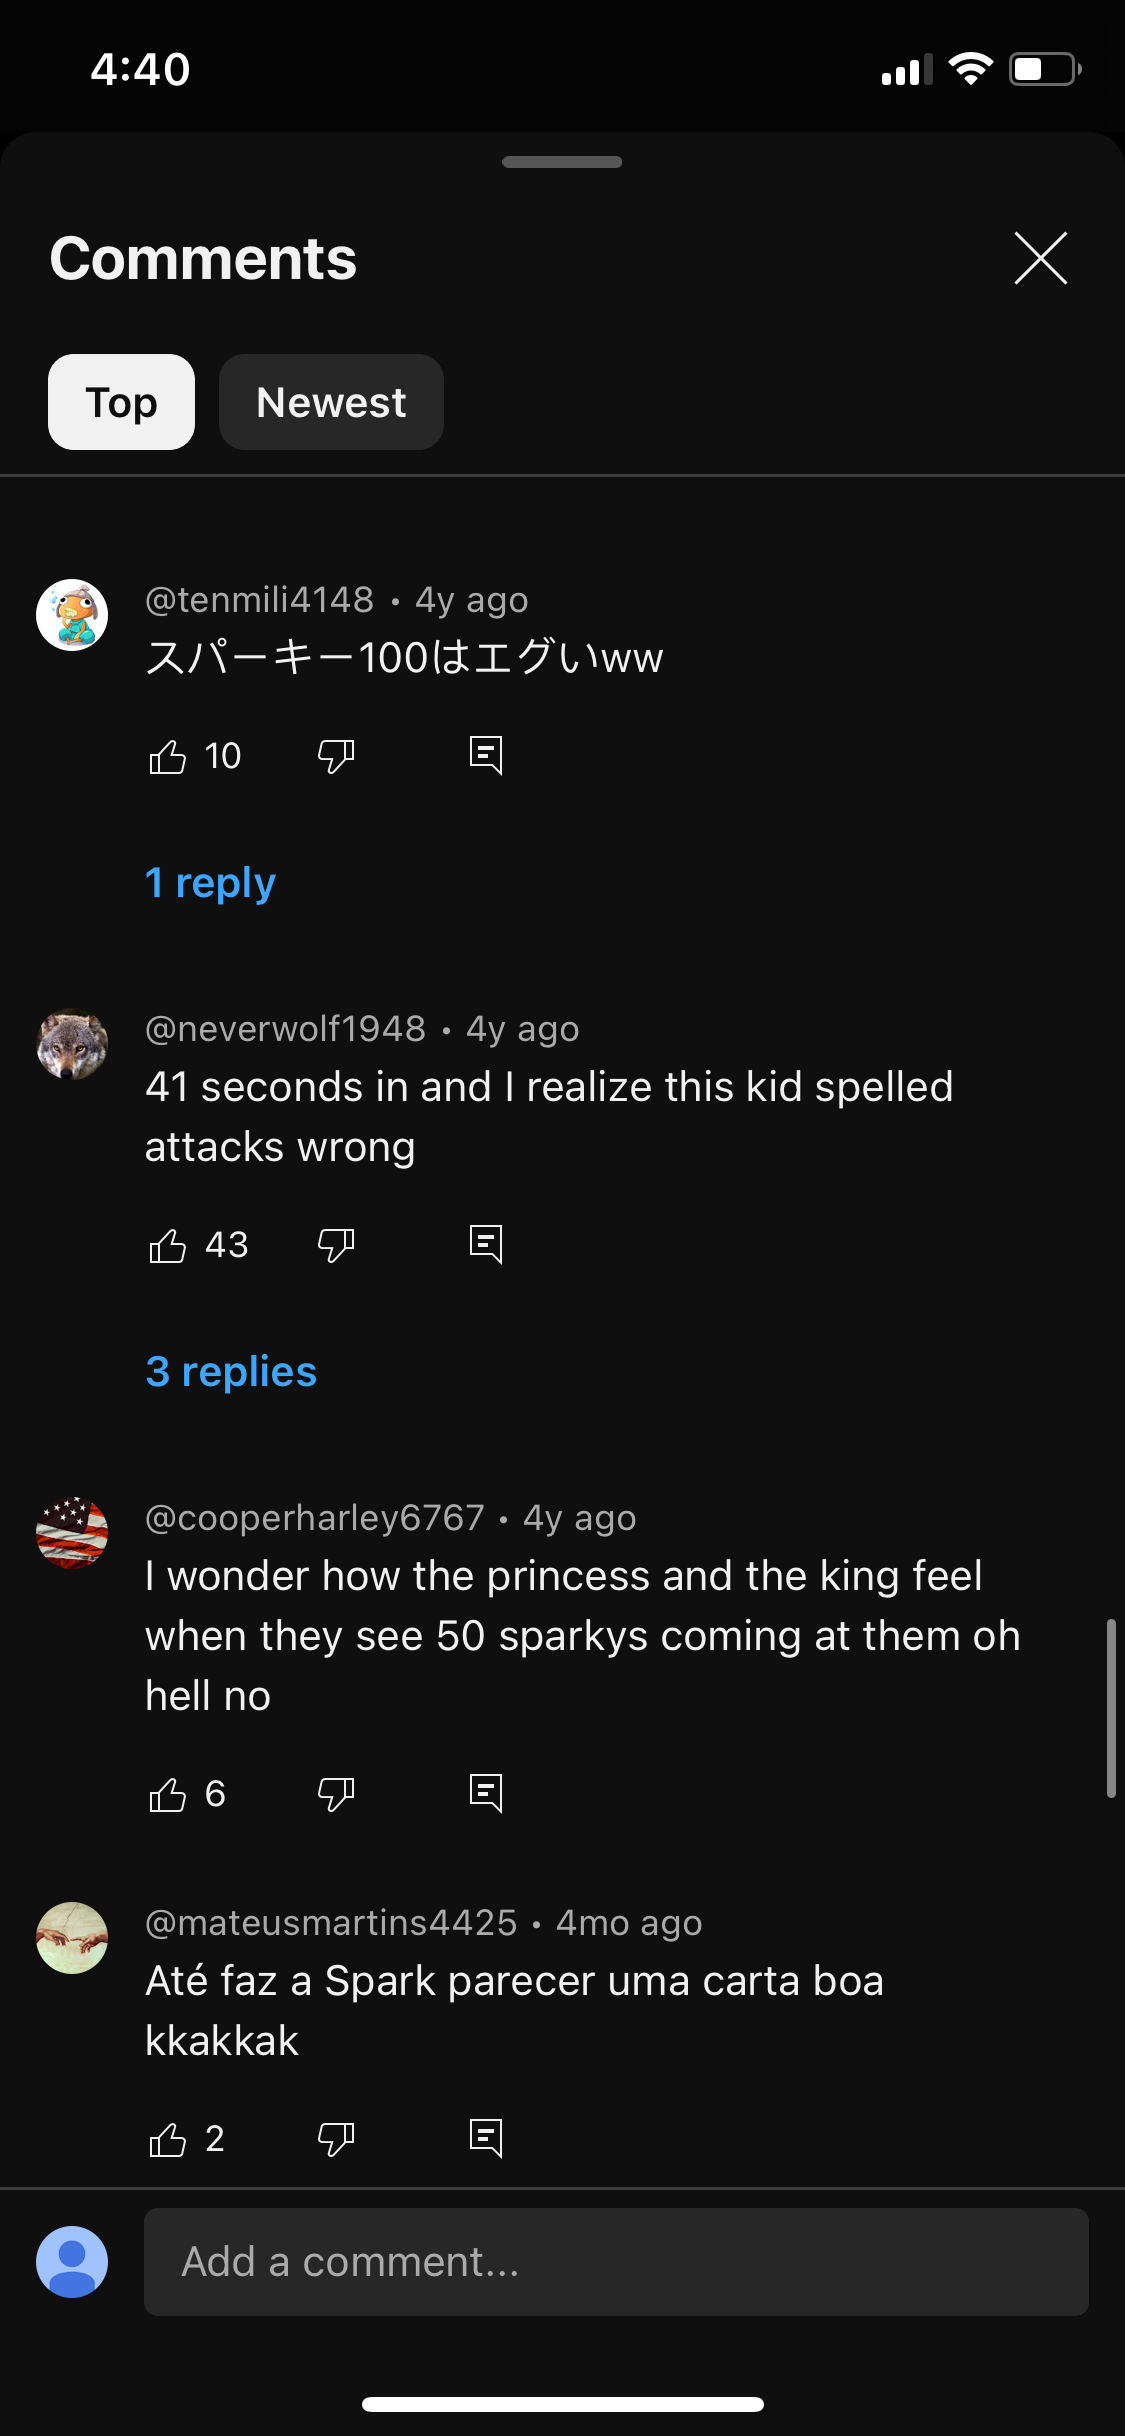 4:40
Comments
Top
Newest
@tenmili4148 • 4y ago
スパーキー100はエグいww
10
1 reply
@neverwolf1948 • 4y ago
41 seconds in and I realize this kid spelled
attacks wrong
43
3 replies
@cooperharley6767 • 4y ago
I wonder how the princess and the king feel
when they see 50 sparkys coming at them oh
hell no
6
@mateusmartins4425 • 4mo ago
Até faz a Spark parecer uma carta boa
kkakkak
2
Add a comment...